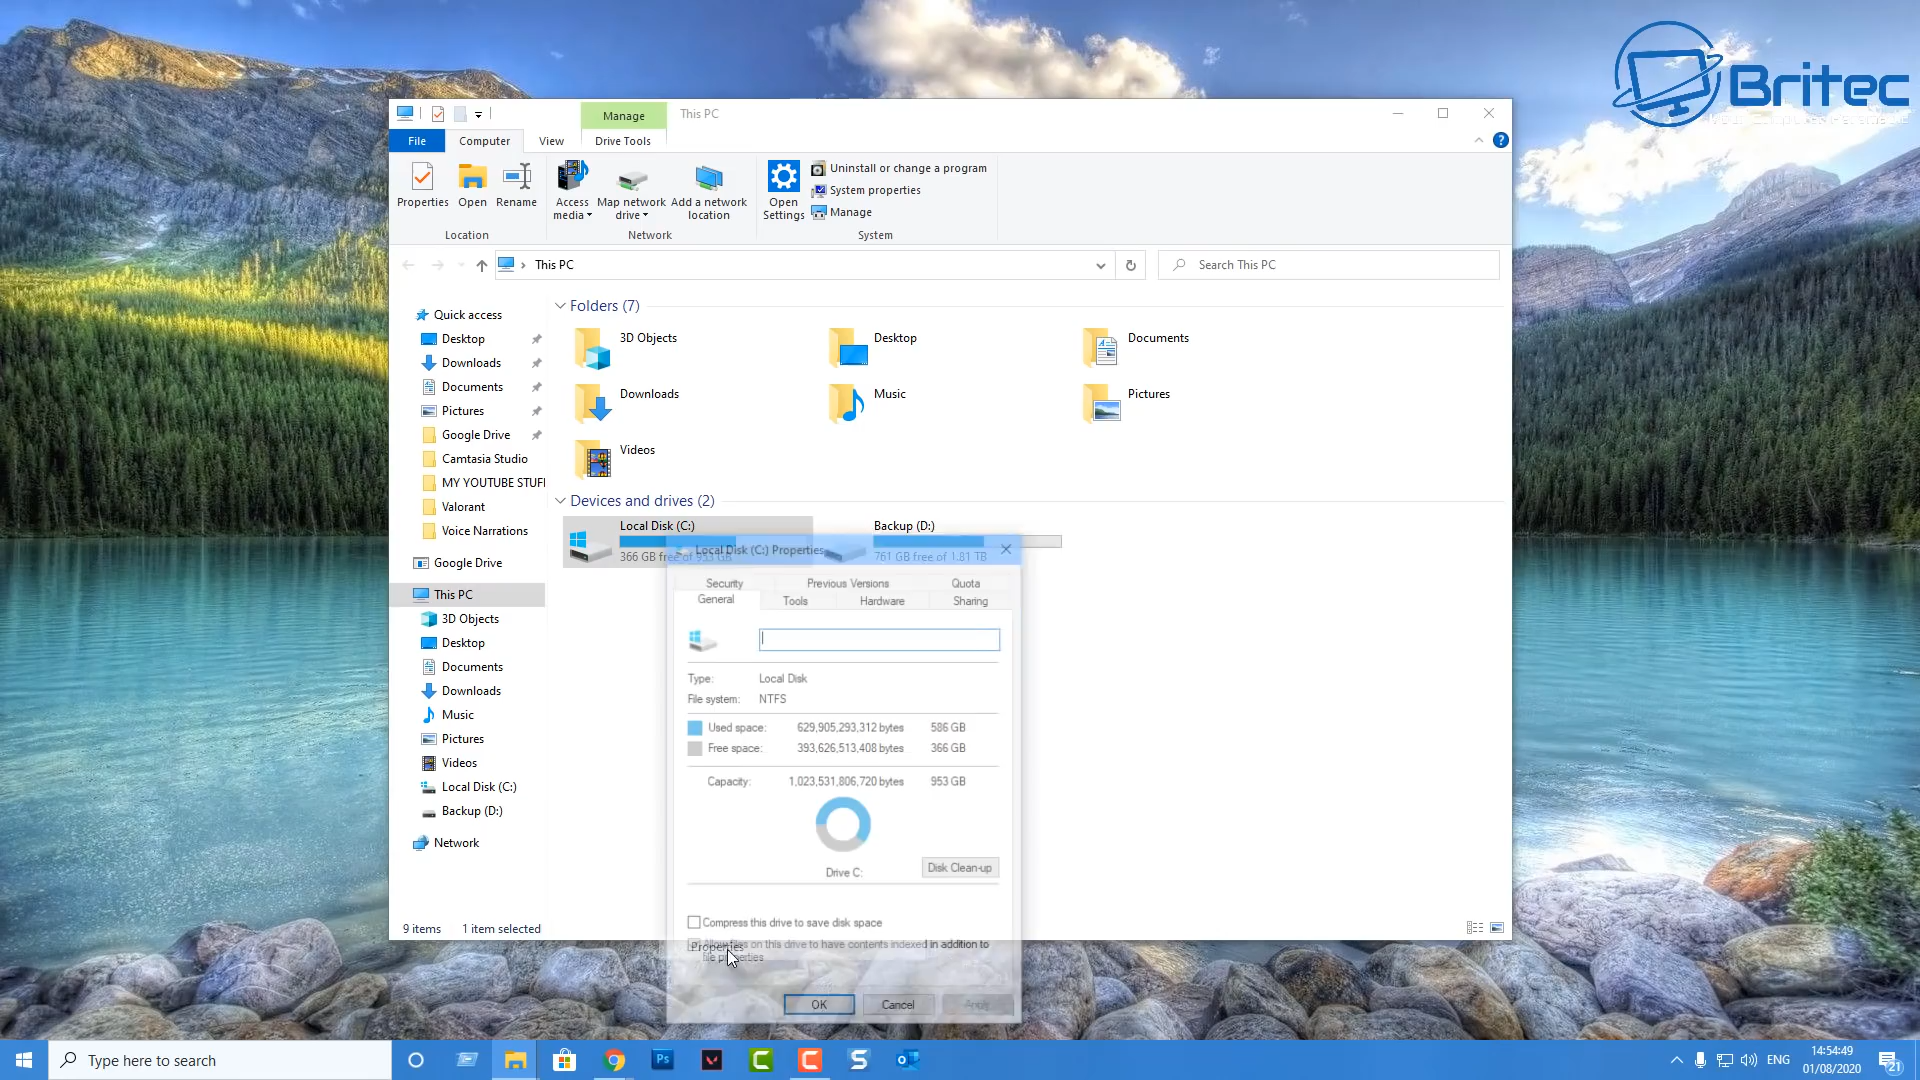 Britec
Manage
This PC
File
Computer
View
Drive Tools
Properties
Open
Rename
Access media
Map network drive
Add a network location
Open Settings
Uninstall or change a program
System properties
Manage
Location
Network
System
This PC
Search This PC
Quick access
Desktop
Downloads
Documents
Pictures
Google Drive
Camtasia Studio
MY YOUTUBE STUF
Valorant
Voice Narrations
Google Drive
This PC
3D Objects
Desktop
Documents
Downloads
Music
Pictures
Videos
Local Disk (C:)
Backup (D:)
Network
Folders (7)
3D Objects
Desktop
Documents
Downloads
Music
Pictures
Videos
Devices and drives (2)
Local Disk (C:)
366 GB free of 953 GB
Backup (D:)
761 GB free of 1.81 TB
Local Disk (C:) Properties
Security
Previous Versions
Quota
General
Tools
Hardware
Sharing
Type: Local Disk
File system: NTFS
Used space: 629,905,293,312 bytes 586 GB
Free space: 393,626,513,408 bytes 366 GB
Capacity: 1,023,531,806,720 bytes 953 GB
Drive C:
Disk Clean-up
Compress this drive to save disk space
Properties
files on this drive to have contents indexed in addition to
file properties
OK
Cancel
Apply
9 items
1 item selected
Type here to search
Ps
ENG
14:54:49
01/08/2020
21